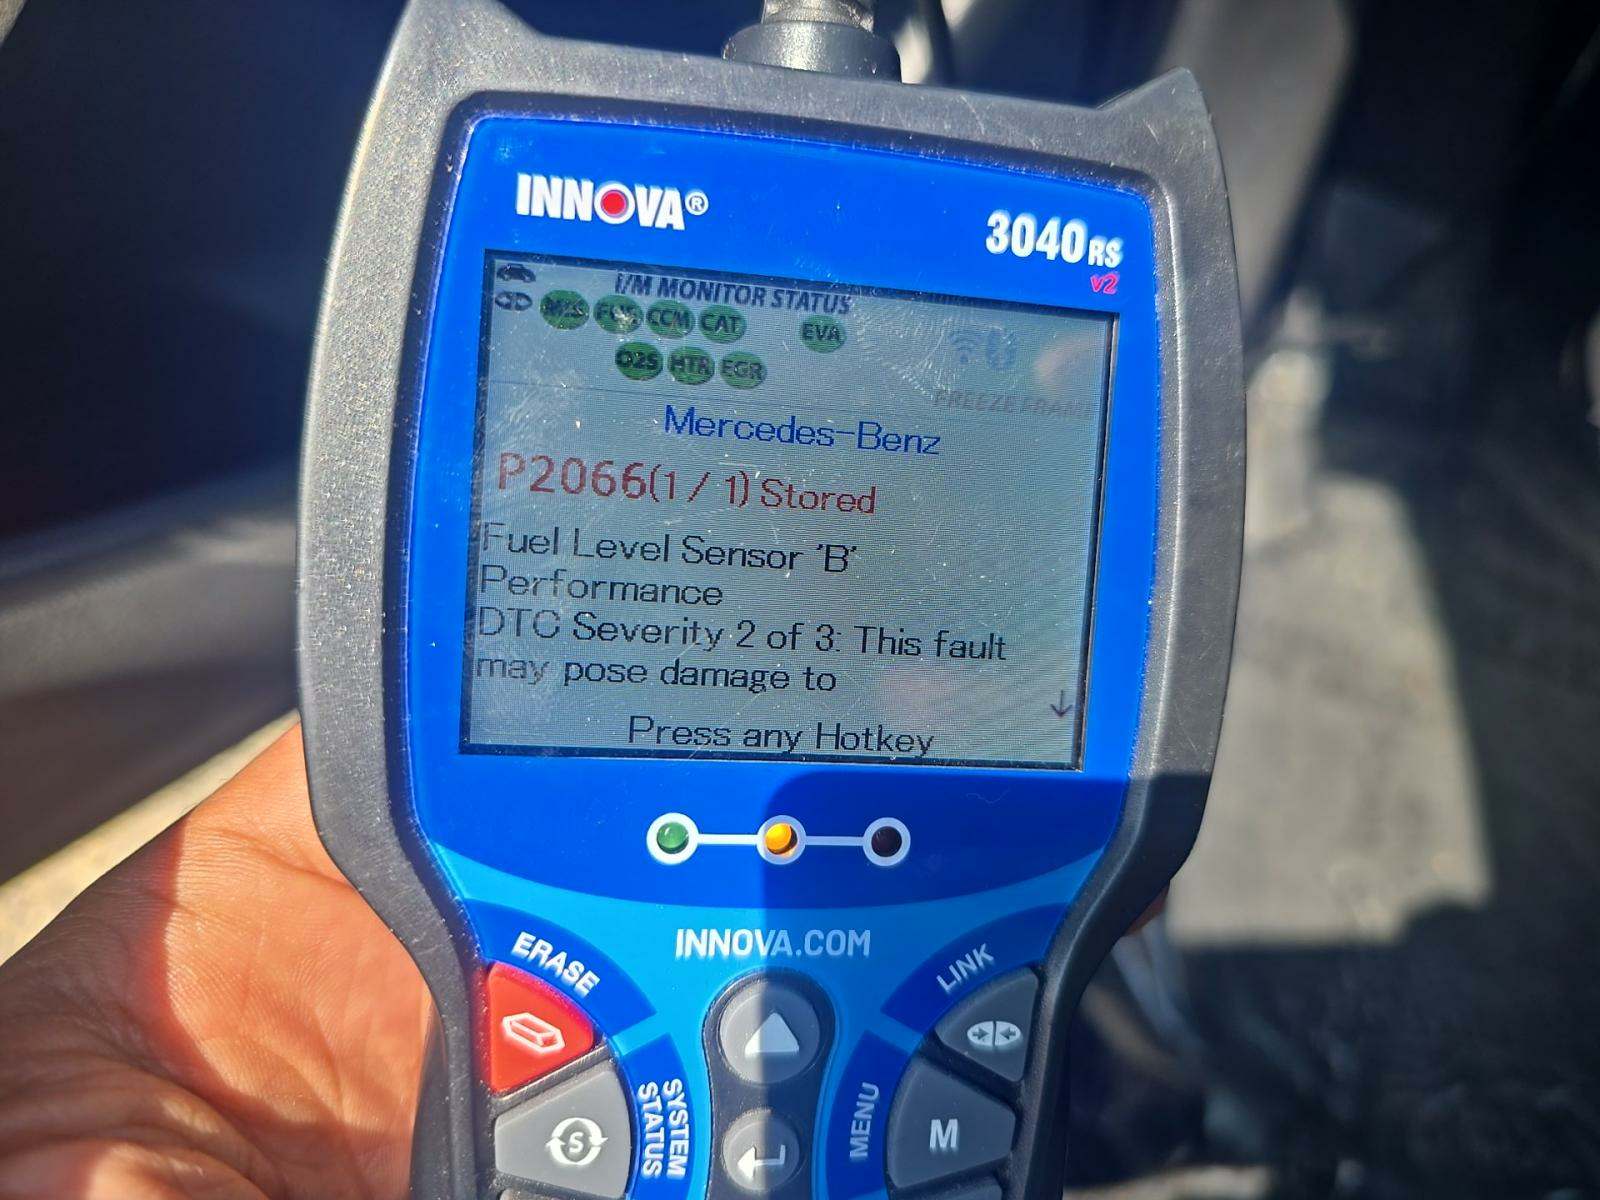 INNOVA®
3040RS
v2
I/M MONITOR STATUS
MIS FUE CCM CAT EVA
O2S HTR EGR
FREEZE FRAME
Mercedes-Benz
P2066(1 / 1) Stored
Fuel Level Sensor 'B'
Performance
DTC Severity 2 of 3: This fault
may pose damage to
↓
Press any Hotkey
INNOVA.COM
ERASE
LINK
S
SYSTEM
STATUS
MENU
M